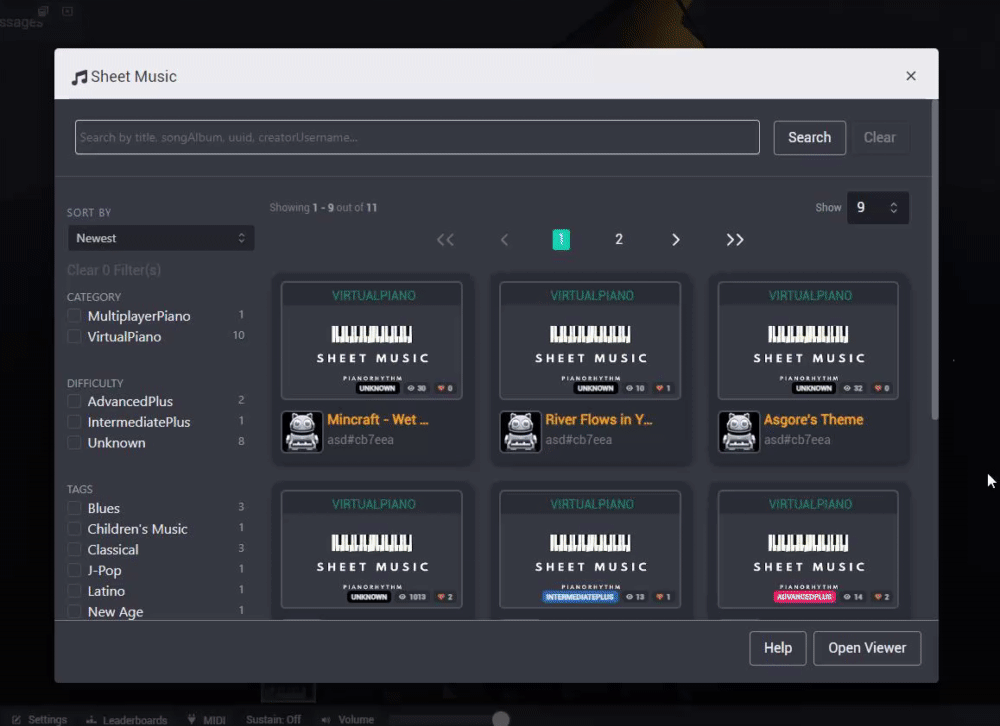 ssages
Sheet Music
Search by title, songAlbum, uuid, creatorUsername...
Search
Clear
SORT BY
Newest
Clear 0 Filter(s)
CATEGORY
MultiplayerPiano 1
VirtualPiano 10
DIFFICULTY
AdvancedPlus 2
IntermediatePlus 1
Unknown 8
TAGS
Blues 3
Children's Music 1
Classical 3
J-Pop 1
Latino 1
New Age 1
Showing 1 - 9 out of 11
Show 9
<< < 1 2 > >>
VIRTUALPIANO
SHEET MUSIC
PIANORHYTHM
UNKNOWN 30 0
Mincraft - Wet ...
asd#cb7eea
VIRTUALPIANO
SHEET MUSIC
PIANORHYTHM
UNKNOWN 10 1
River Flows in Y...
asd#cb7eea
VIRTUALPIANO
SHEET MUSIC
PIANORHYTHM
UNKNOWN 32 0
Asgore's Theme
asd#cb7eea
VIRTUALPIANO
SHEET MUSIC
PIANORHYTHM
UNKNOWN 1013 2
VIRTUALPIANO
SHEET MUSIC
PIANORHYTHM
INTERMEDIATEPLUS 13 1
VIRTUALPIANO
SHEET MUSIC
PIANORHYTHM
ADVANCEDPLUS 14 2
Help
Open Viewer
Settings Leaderboards MIDI Sustain: Off Volume